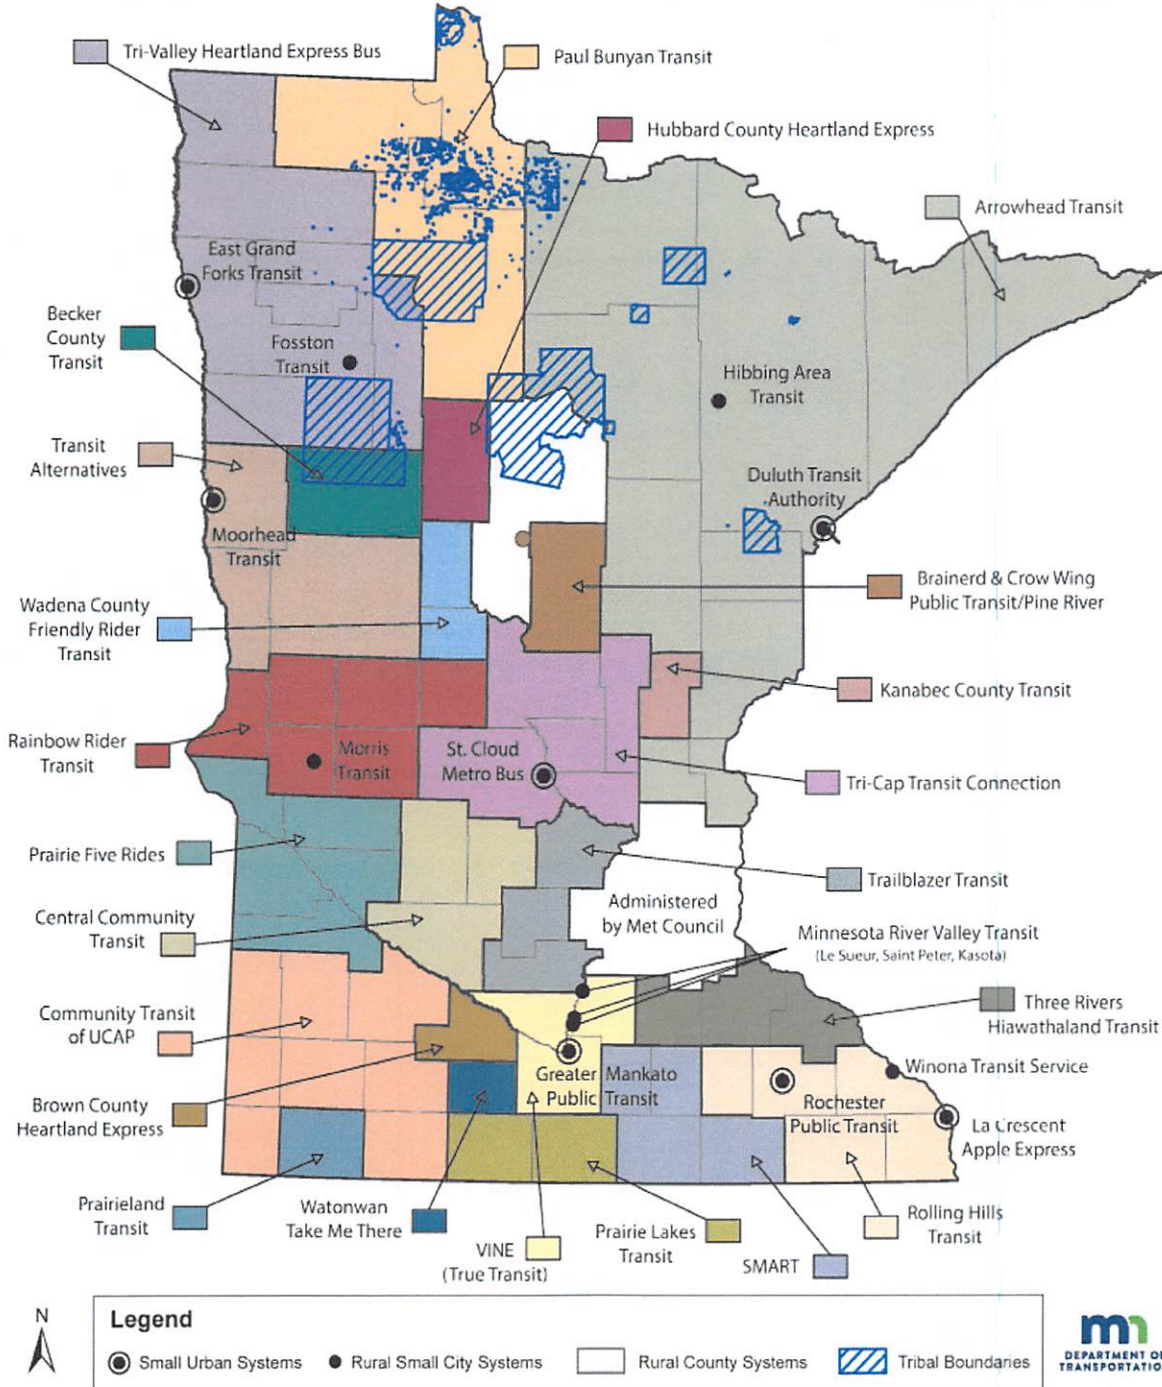 Tri-Valley Heartland Express Bus
Paul Bunyan Transit
Hubbard County Heartland Express
Arrowhead Transit
East Grand
Forks Transit
Becker
County
Transit
Fosston
Transit
Hibbing Area
Transit
Transit
Alternatives
Duluth Transit
Authority
Moorhead
Transit
Brainerd & Crow Wing
Public Transit/Pine River
Wadena County
Friendly Rider
Transit
Kanabec County Transit
Rainbow Rider
Transit
Morris
Transit
St. Cloud
Metro Bus
Tri-Cap Transit Connection
Prairie Five Rides
Trailblazer Transit
Administered
by Met Council
Central Community
Transit
Minnesota River Valley Transit
(Le Sueur, Saint Peter, Kasota)
Community Transit
of UCAP
Three Rivers
Hiawathaland Transit
Greater Mankato
Public Transit
Winona Transit Service
Brown County
Heartland Express
Rochester
Public Transit
La Crescent
Apple Express
Prairieland
Transit
Watonwan
Take Me There
VINE
(True Transit)
Prairie Lakes
Transit
SMART
Rolling Hills
Transit
N
Legend
Small Urban Systems
Rural Small City Systems
Rural County Systems
Tribal Boundaries
mn
DEPARTMENT OF
TRANSPORTATION